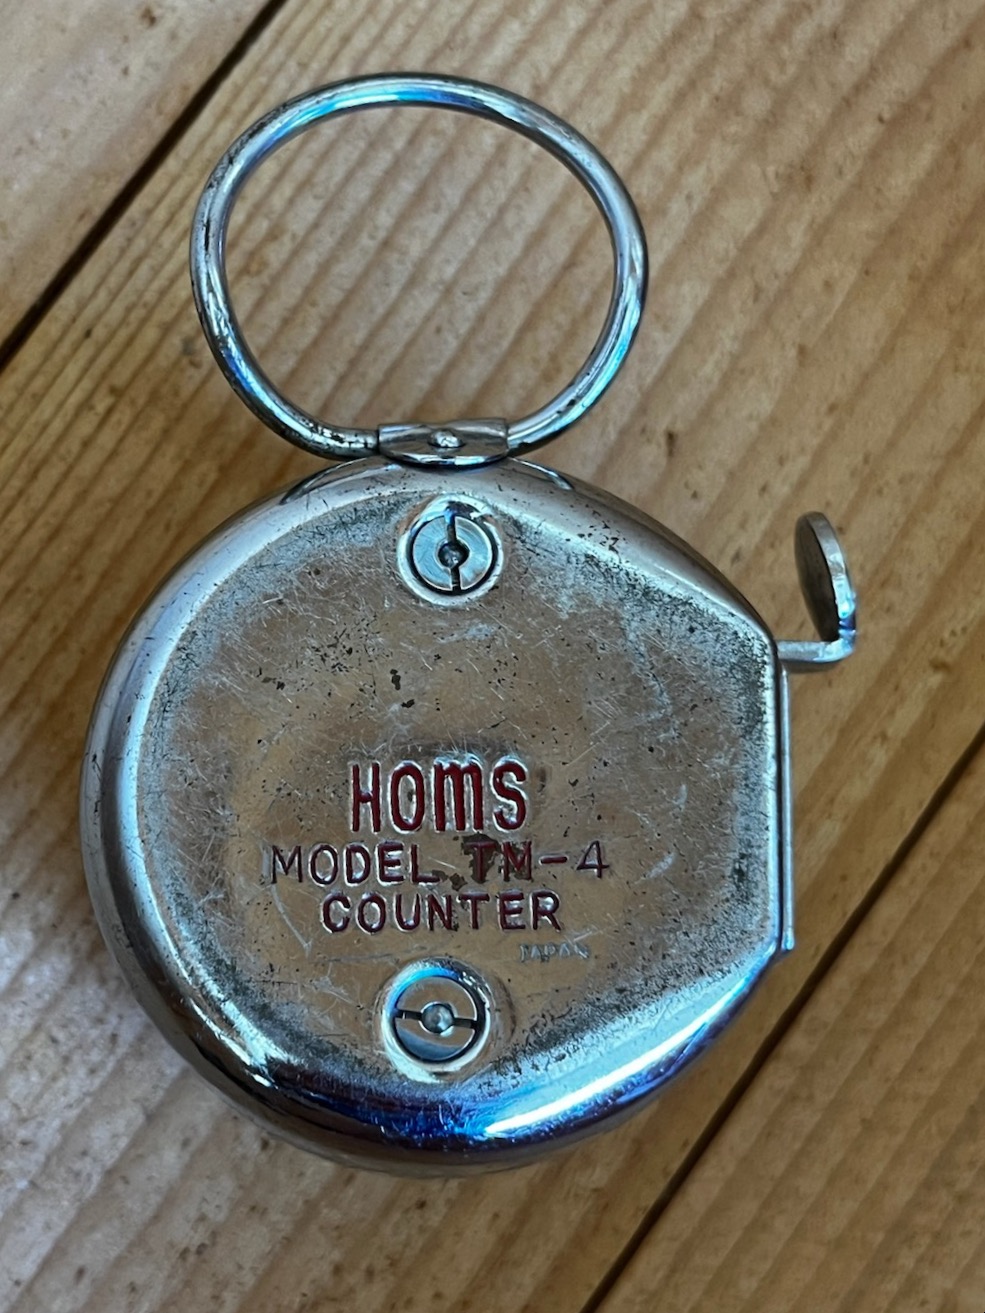 HOMS
MODEL TM-4
COUNTER
JAPAN